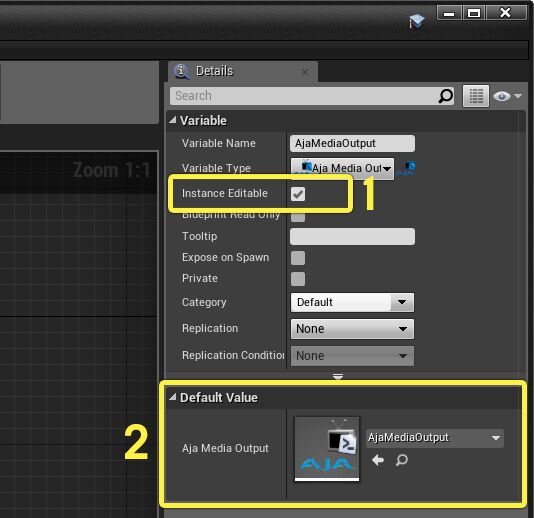 Details
Search
Zoom 1:1
Variable
Variable Name AjaMediaOutput
Variable Type Aja Media Out
Instance Editable
1
Blueprint Read Only
Tooltip
Expose on Spawn
Private
Category Default
Replication None
Replication Condition None
Default Value
2
Aja Media Output AJA AjaMediaOutput